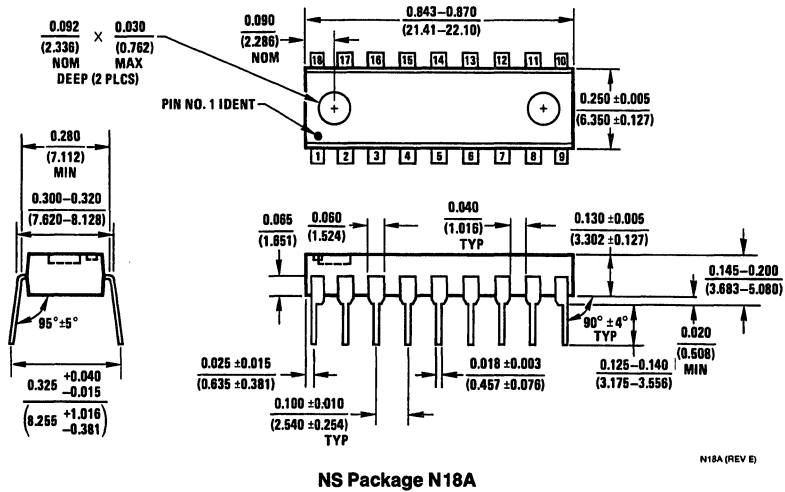 0.092
(2.336)
NOM
X
0.030
(0.762)
MAX
DEEP (2 PLCS)
0.090
(2.286)
NOM
0.843–0.870
(21.41–22.10)
18 17 16 15 14 13 12 11 10
PIN NO. 1 IDENT
0.250 ±0.005
(6.350 ±0.127)
1 2 3 4 5 6 7 8 9
0.280
(7.112)
MIN
0.300–0.320
(7.620–8.128)
95°±5°
0.325 +0.040 −0.015
(8.255 +1.016 −0.381)
0.065
(1.651)
0.060
(1.524)
0.040
(1.016)
TYP
0.130 ±0.005
(3.302 ±0.127)
0.145–0.200
(3.683–5.080)
90° ±4°
TYP
0.020
(0.508)
MIN
0.125–0.140
(3.175–3.556)
0.025 ±0.015
(0.635 ±0.381)
0.018 ±0.003
(0.457 ±0.076)
0.100 ±0.010
(2.540 ±0.254)
TYP
N18A (REV E)
NS Package N18A